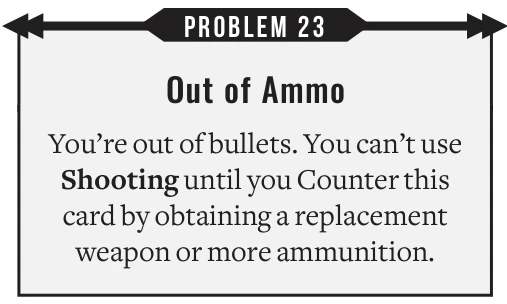 PROBLEM 23
Out of Ammo
You’re out of bullets. You can’t use
Shooting until you Counter this
card by obtaining a replacement
weapon or more ammunition.